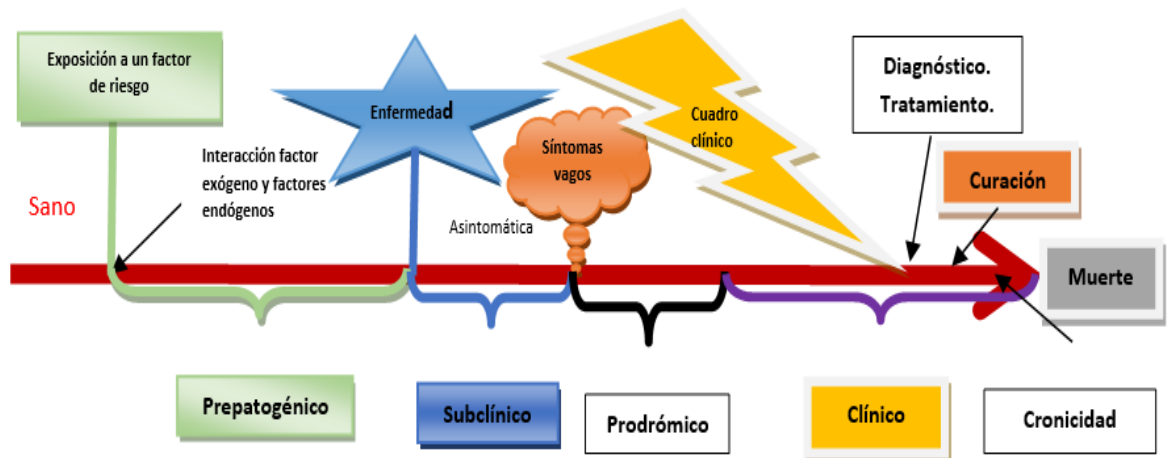 Exposición a un factor
de riesgo
Enfermedad
Interacción factor
exógeno y factores
endógenos
Sano
Asintomática
Síntomas
vagos
Cuadro
clínico
Diagnóstico.
Tratamiento.
Curación
Muerte
Prepatogénico
Subclínico
Prodrómico
Clínico
Cronicidad